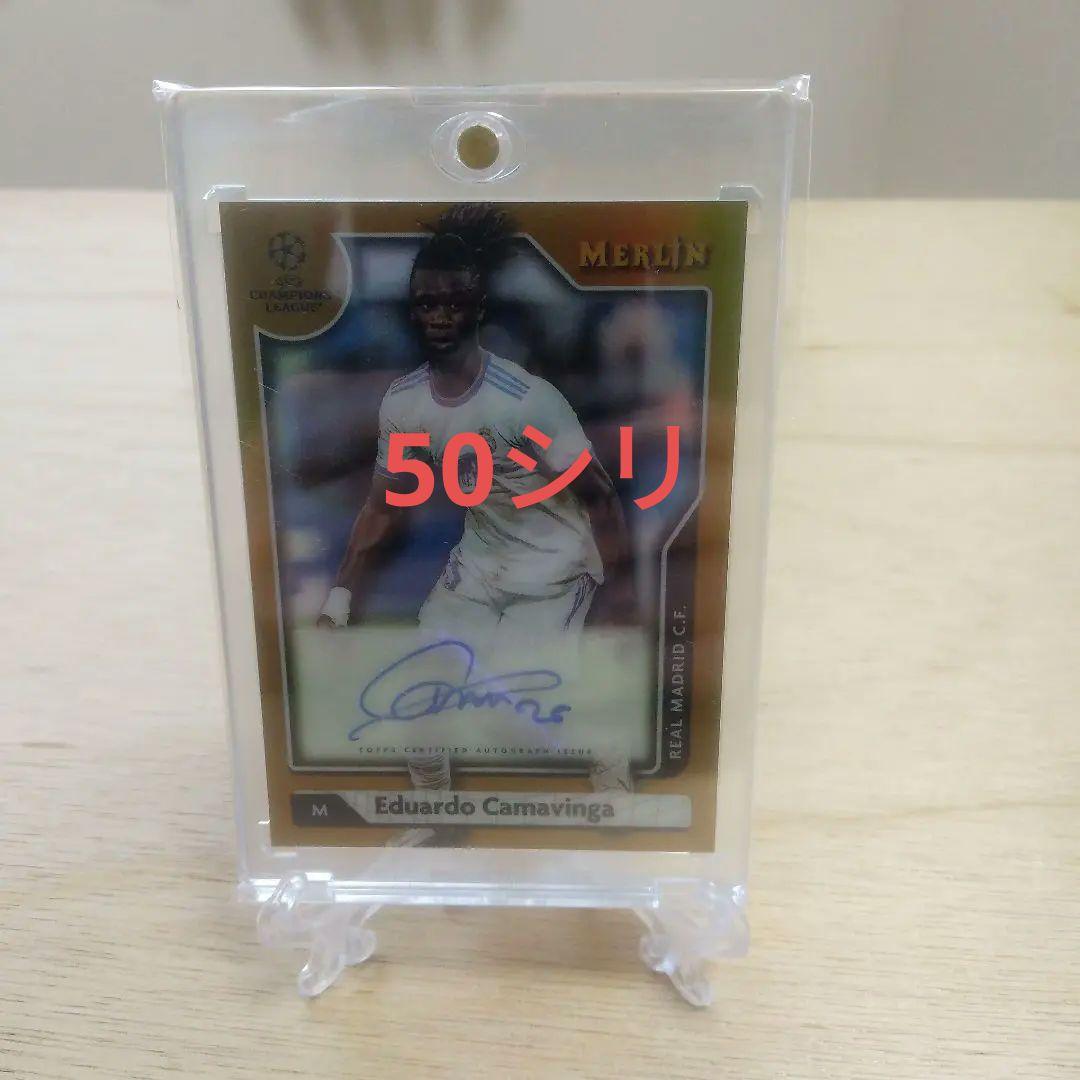 MERLIN
CHAMPIONS
LEAGUE
50シリ
REAL MADRID C.F.
TOPPS CERTIFIED AUTOGRAPH ISSUE
M
Eduardo Camavinga